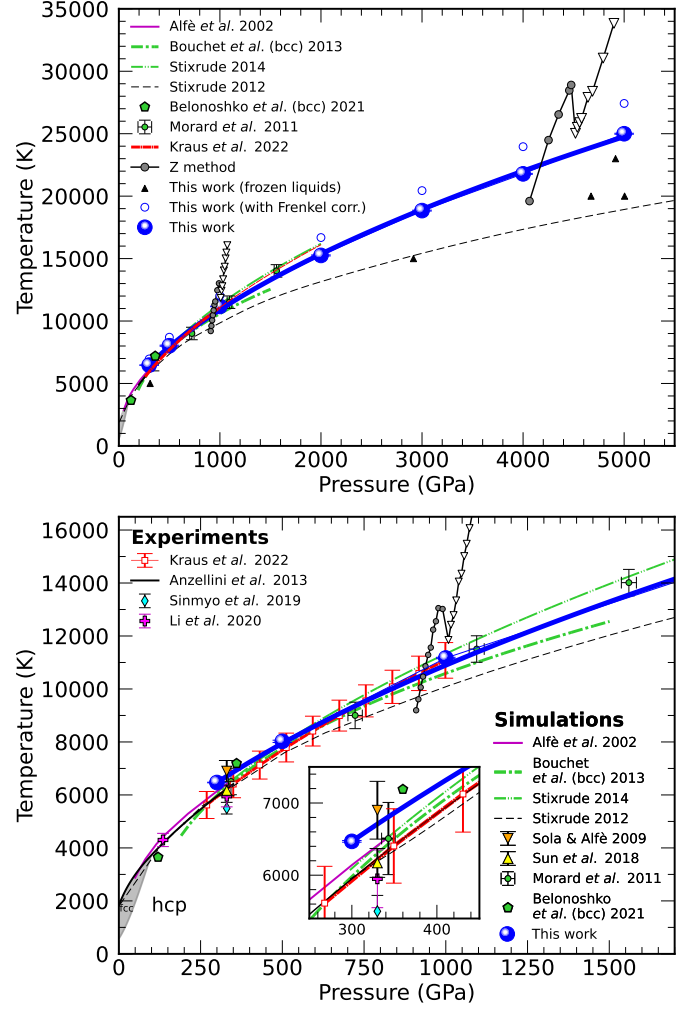 35000
30000
25000
20000
15000
10000
5000
0
Temperature (K)
Alfè et al. 2002
Bouchet et al. (bcc) 2013
Stixrude 2014
Stixrude 2012
Belonoshko et al. (bcc) 2021
Morard et al. 2011
Kraus et al. 2022
Z method
This work (frozen liquids)
This work (with Frenkel corr.)
This work
0 1000 2000 3000 4000 5000
Pressure (GPa)
16000
14000
12000
10000
8000
6000
4000
2000
0
Temperature (K)
Experiments
Kraus et al. 2022
Anzellini et al. 2013
Sinmyo et al. 2019
Li et al. 2020
Simulations
Alfè et al. 2002
Bouchet
et al. (bcc) 2013
Stixrude 2014
Stixrude 2012
Sola & Alfè 2009
Sun et al. 2018
Morard et al. 2011
Belonoshko
et al. (bcc) 2021
This work
7000
6000
300 400
fcc
hcp
0 250 500 750 1000 1250 1500
Pressure (GPa)